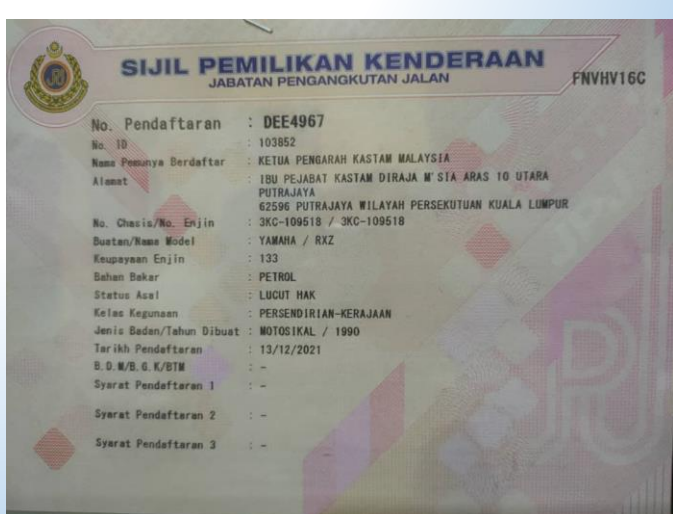 SIJIL PEMILIKAN KENDERAAN
JABATAN PENGANGKUTAN JALAN
FNVHV16C
No. Pendaftaran : DEE4967
No. ID : 103852
Nama Pemunya Berdaftar : KETUA PENGARAH KASTAM MALAYSIA
Alamat : IBU PEJABAT KASTAM DIRAJA M'SIA ARAS 10 UTARA
PUTRAJAYA
62596 PUTRAJAYA WILAYAH PERSEKUTUAN KUALA LUMPUR
No. Chasis/No. Enjin : 3KC-109518 / 3KC-109518
Buatan/Nama Model : YAMAHA / RXZ
Keupayaan Enjin : 133
Bahan Bakar : PETROL
Status Asal : LUCUT HAK
Kelas Kegunaan : PERSENDIRIAN-KERAJAAN
Jenis Badan/Tahun Dibuat : MOTOSIKAL / 1990
Tarikh Pendaftaran : 13/12/2021
B.D.M/B.G.K/BTM : -
Syarat Pendaftaran 1 : -
Syarat Pendaftaran 2 : -
Syarat Pendaftaran 3 : -